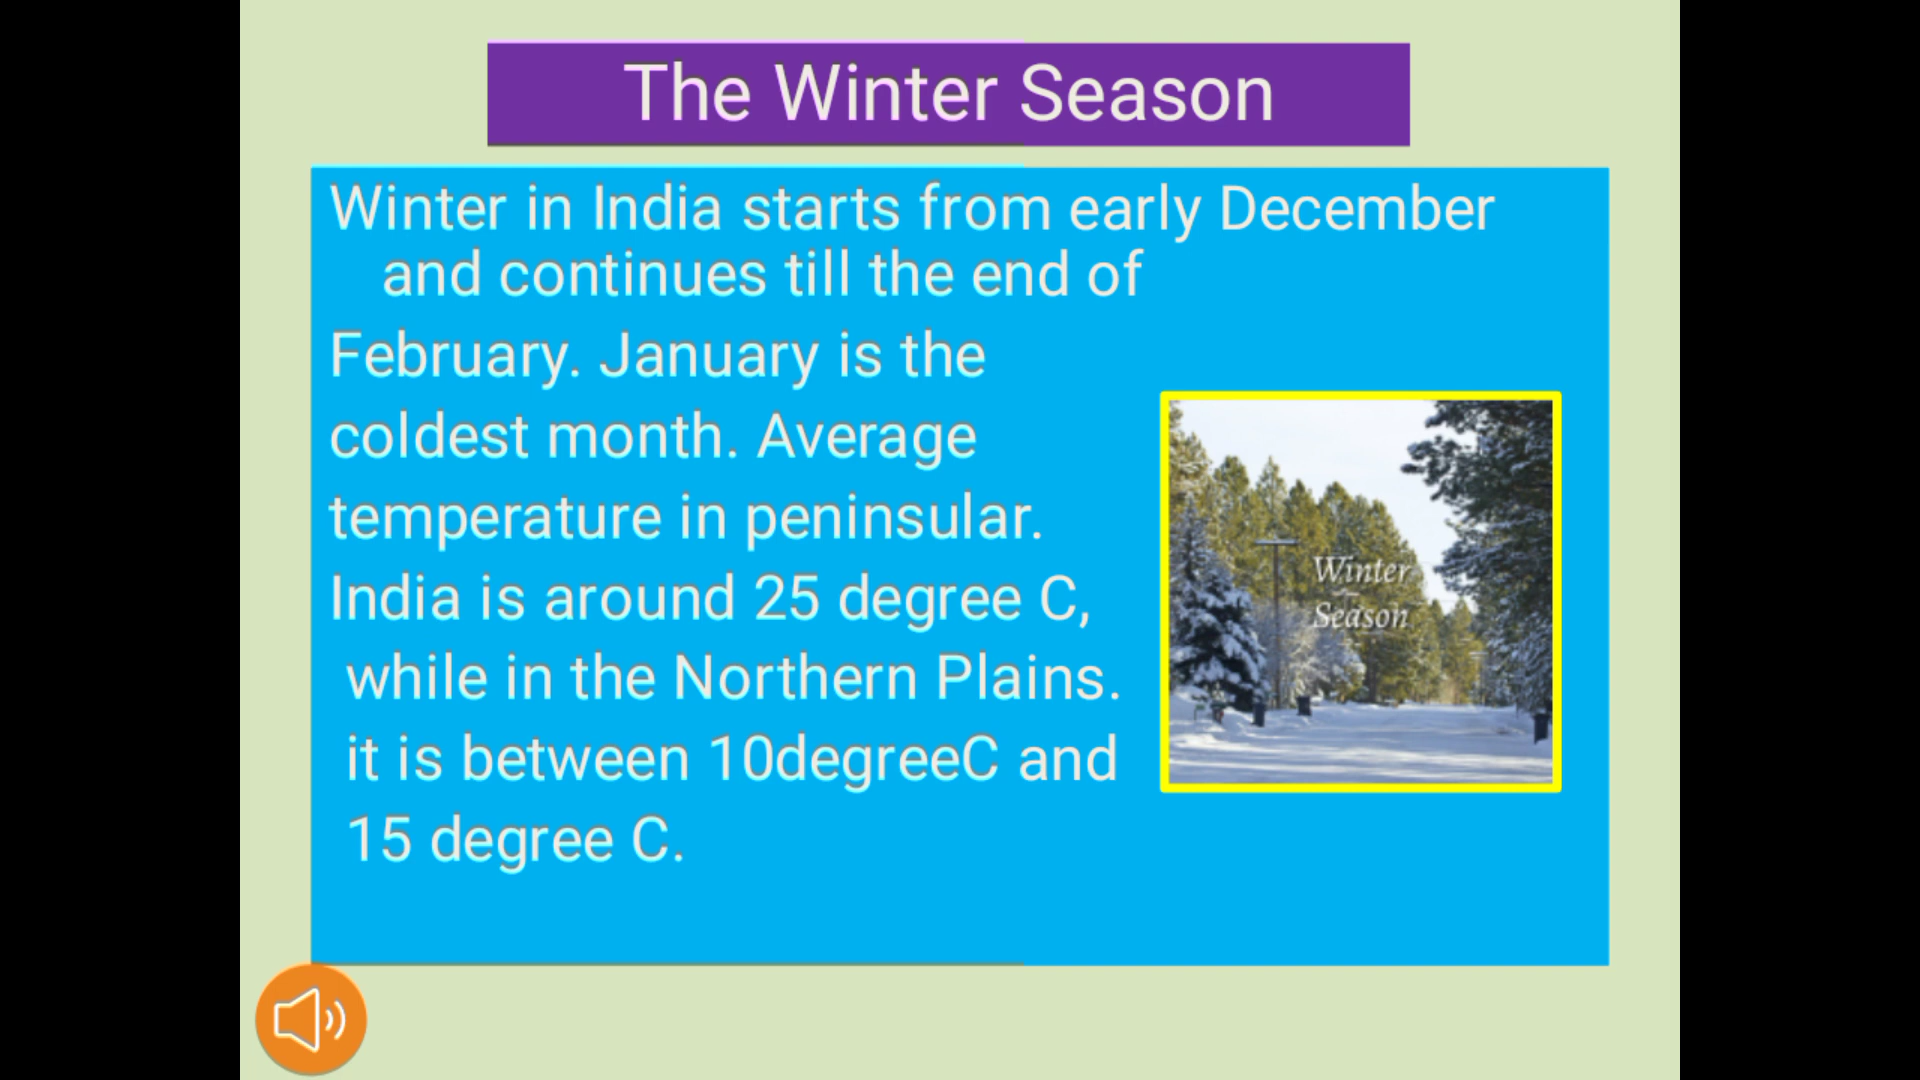 The Winter Season
Winter in India starts from early December
and continues till the end of
February. January is the
coldest month. Average
temperature in peninsular.
India is around 25 degree C,
while in the Northern Plains.
it is between 10degreeC and
15 degree C.
Winter
Season